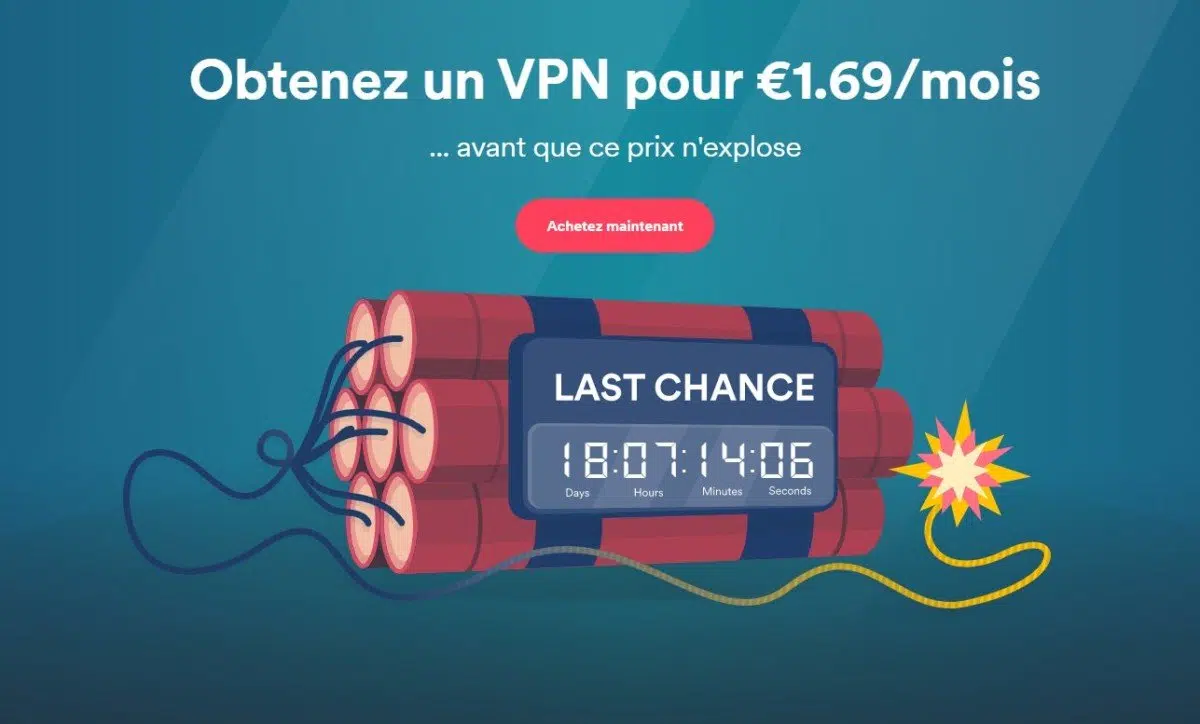 Obtenez un VPN pour €1.69/mois
... avant que ce prix n'explose
Achetez maintenant
LAST CHANCE
18:07:14:06
Days Hours Minutes Seconds